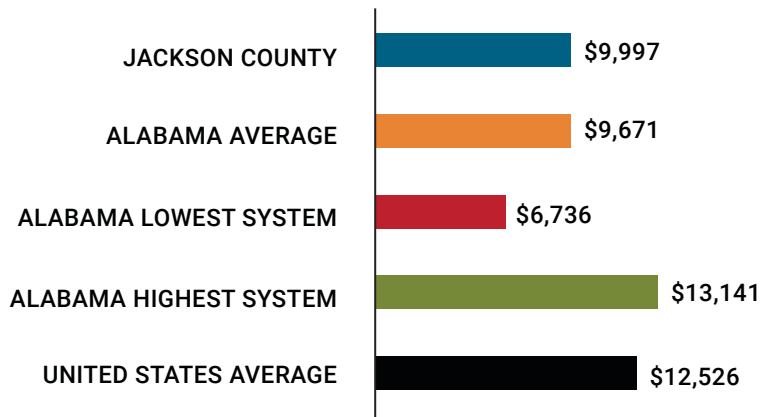 JACKSON COUNTY $9,997
ALABAMA AVERAGE $9,671
ALABAMA LOWEST SYSTEM $6,736
ALABAMA HIGHEST SYSTEM $13,141
UNITED STATES AVERAGE $12,526